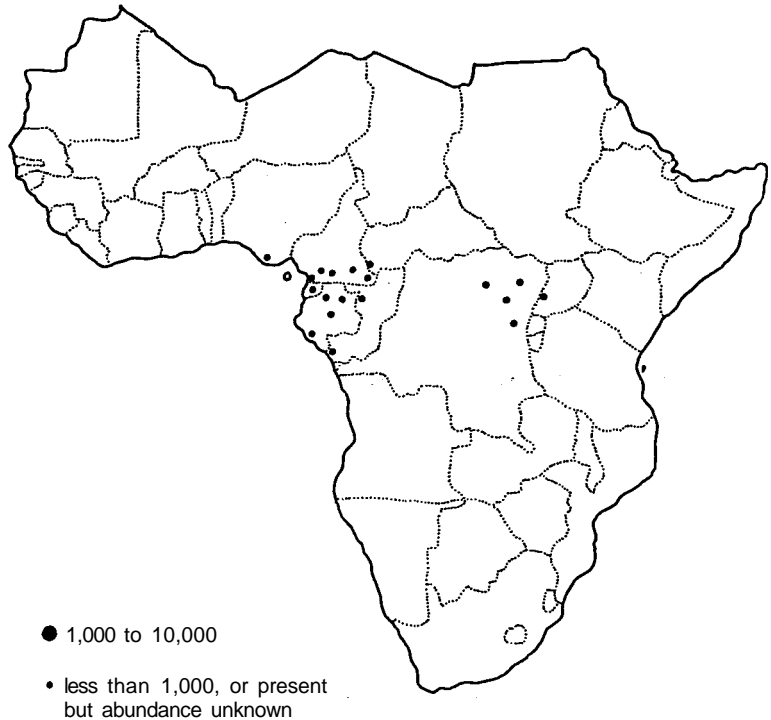 1,000 to 10,000
less than 1,000, or present
but abundance unknown